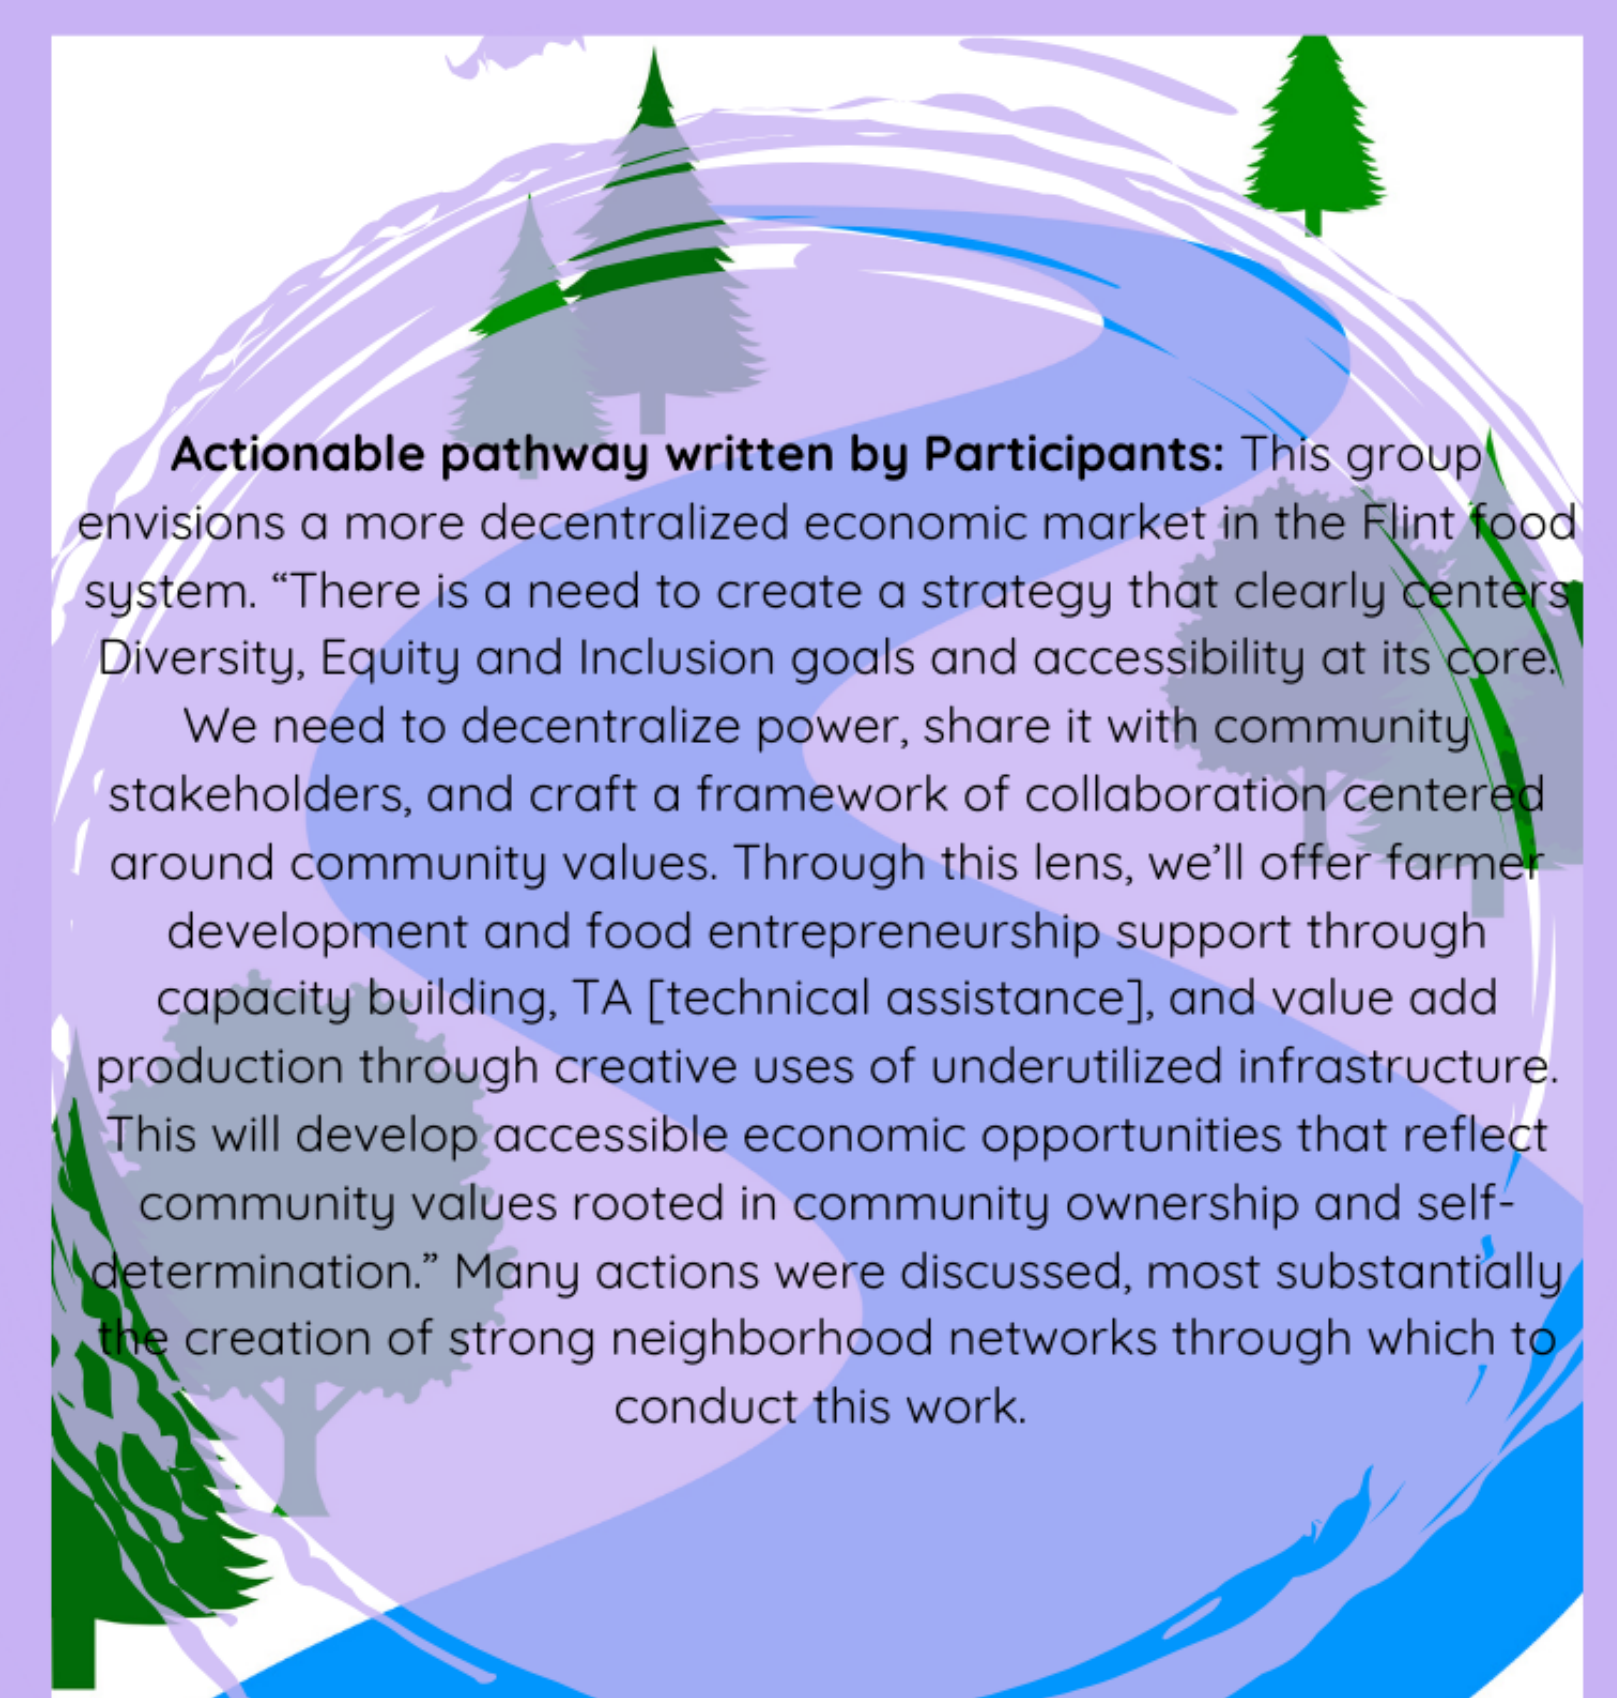 Actionable pathway written by Participants: This group
envisions a more decentralized economic market in the Flint food
system. “There is a need to create a strategy that clearly centers
Diversity, Equity and Inclusion goals and accessibility at its core.
We need to decentralize power, share it with community
stakeholders, and craft a framework of collaboration centered
around community values. Through this lens, we’ll offer farmer
development and food entrepreneurship support through
capacity building, TA [technical assistance], and value add
production through creative uses of underutilized infrastructure.
This will develop accessible economic opportunities that reflect
community values rooted in community ownership and self-
determination.” Many actions were discussed, most substantially
the creation of strong neighborhood networks through which to
conduct this work.